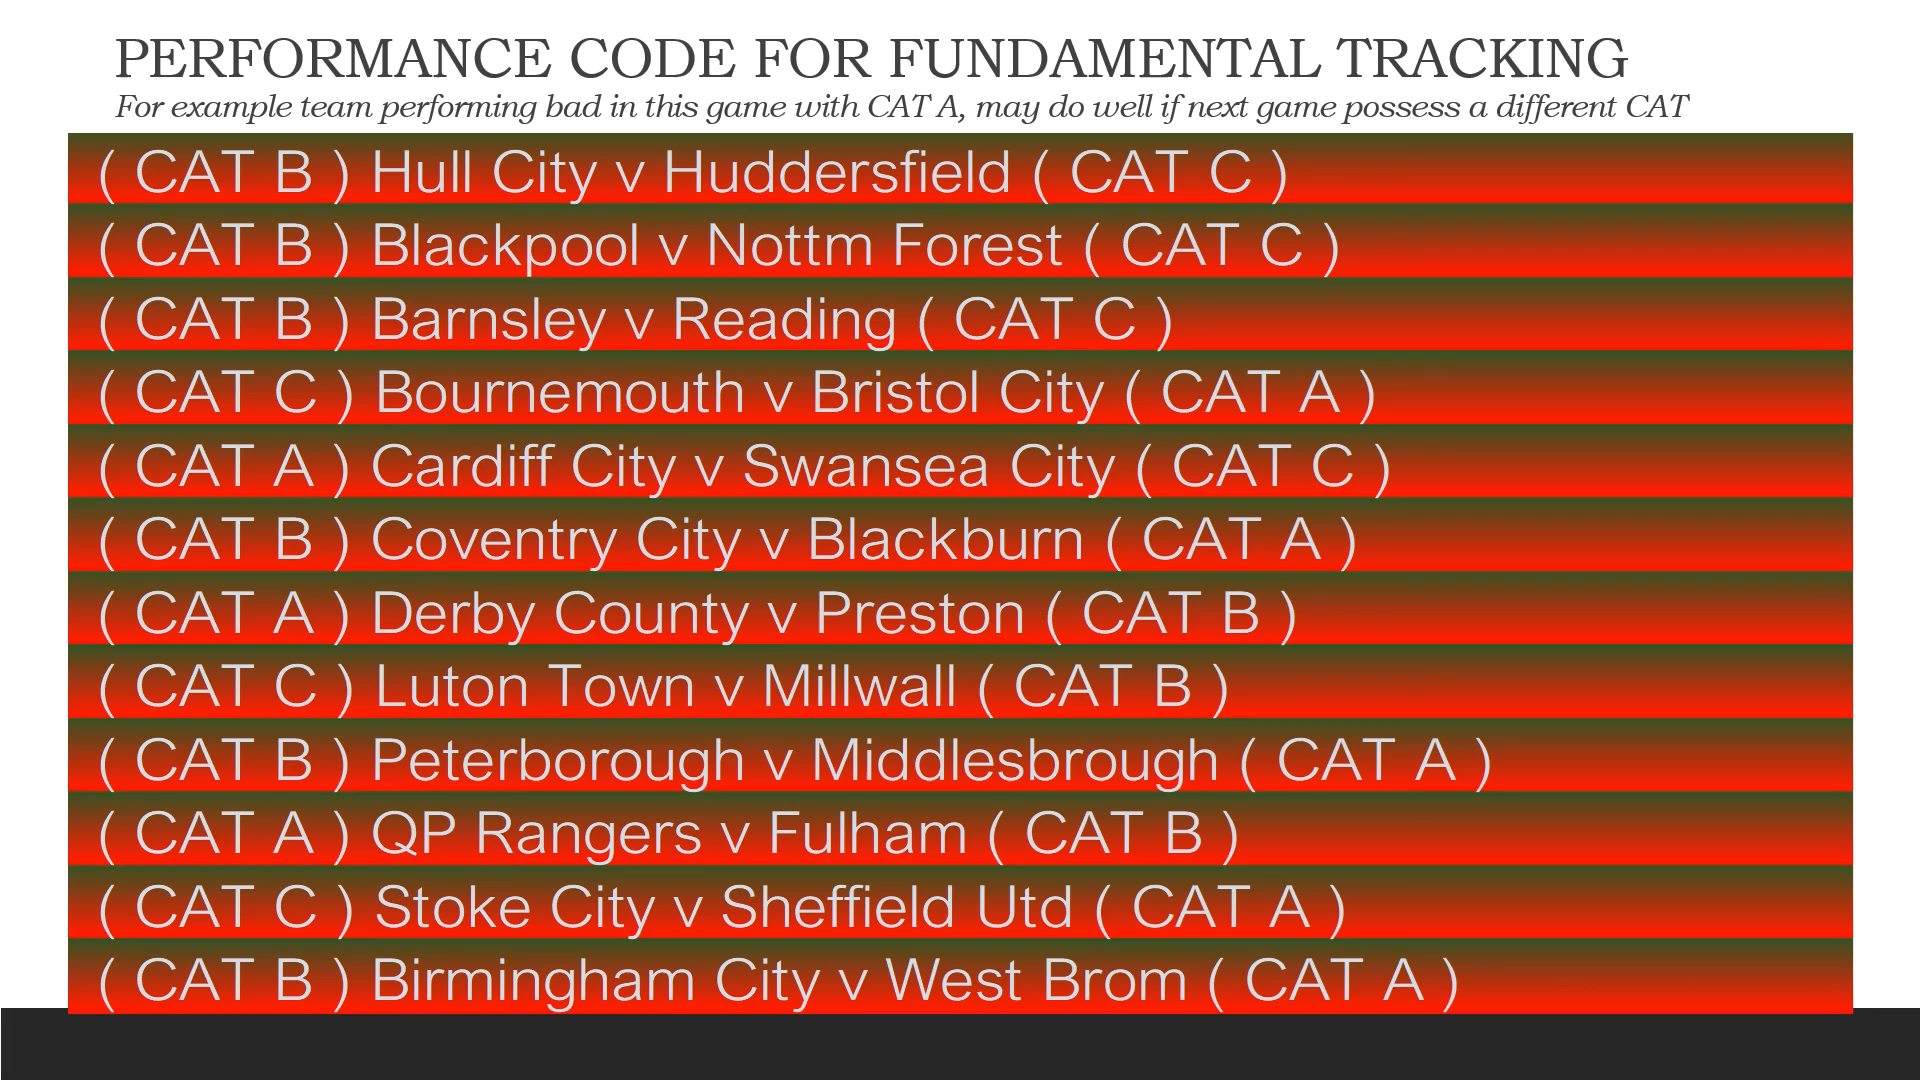 PERFORMANCE CODE FOR FUNDAMENTAL TRACKING
For example team performing bad in this game with CAT A, may do well if next game possess a different CAT
( CAT B ) Hull City v Huddersfield ( CAT C )
( CAT B ) Blackpool v Nottm Forest ( CAT C )
( CAT B ) Barnsley v Reading ( CAT C )
( CAT C ) Bournemouth v Bristol City ( CAT A )
( CAT A ) Cardiff City v Swansea City ( CAT C )
( CAT B ) Coventry City v Blackburn ( CAT A )
( CAT A ) Derby County v Preston ( CAT B )
( CAT C ) Luton Town v Millwall ( CAT B )
( CAT B ) Peterborough v Middlesbrough ( CAT A )
( CAT A ) QP Rangers v Fulham ( CAT B )
( CAT C ) Stoke City v Sheffield Utd ( CAT A )
( CAT B ) Birmingham City v West Brom ( CAT A )